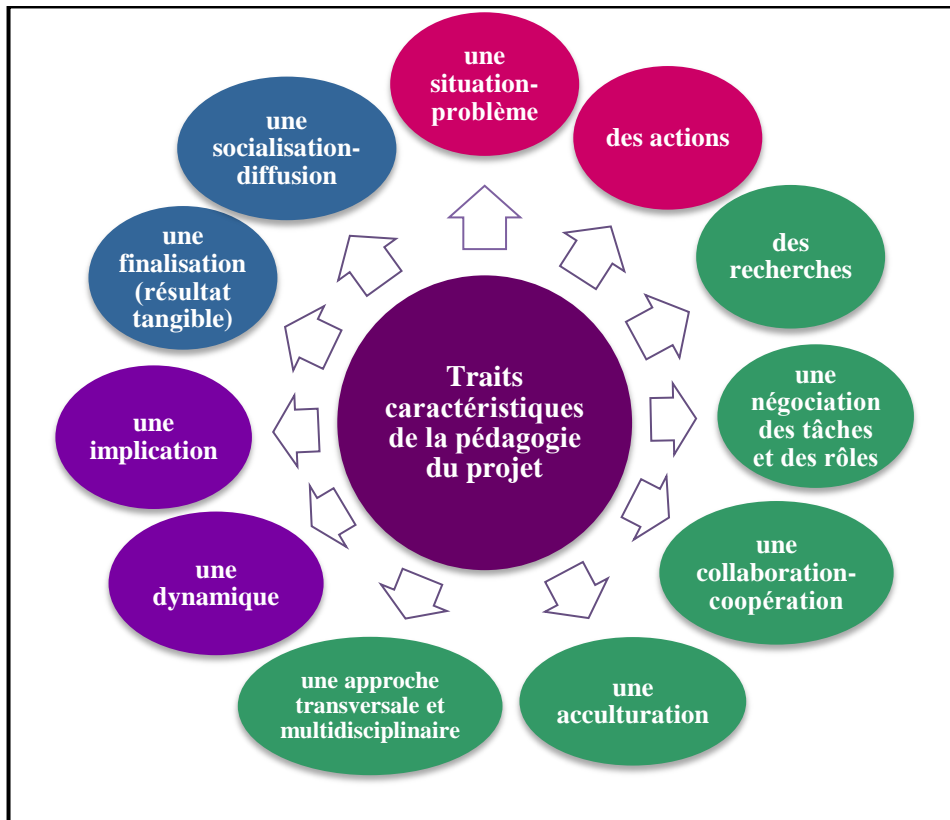 une
situation-
problème
des actions
des
recherches
une
négociation
des tâches
et des rôles
une
collaboration-
coopération
une
acculturation
une approche
transversale et
multidisciplinaire
une
dynamique
une
implication
une
finalisation
(résultat
tangible)
une
socialisation-
diffusion
Traits
caractéristiques
de la pédagogie
du projet